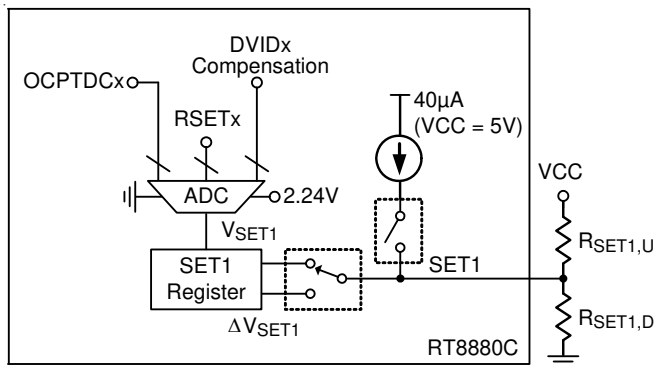 DVIDx
Compensation
OCPTDCx
RSETx
40µA
(VCC = 5V)
VCC
ADC
2.24V
VSET1
RSET1,U
SET1
Register
SET1
RSET1,D
ΔVSET1
RT8880C